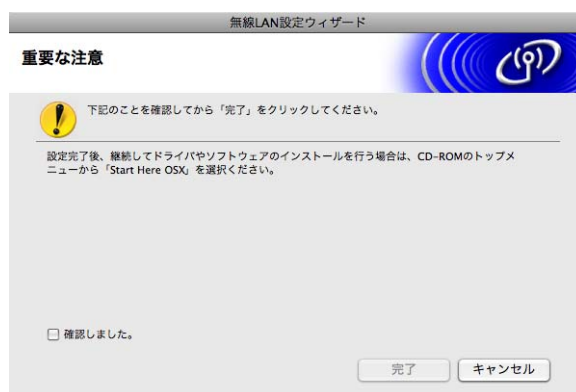 無線LAN設定ウィザード
重要な注意
下記のことを確認してから「完了」をクリックしてください。
設定完了後、継続してドライバやソフトウェアのインストールを行う場合は、CD-ROMのトップメ
ニューから「Start Here OSX」を選択ください。
確認しました。
完了
キャンセル